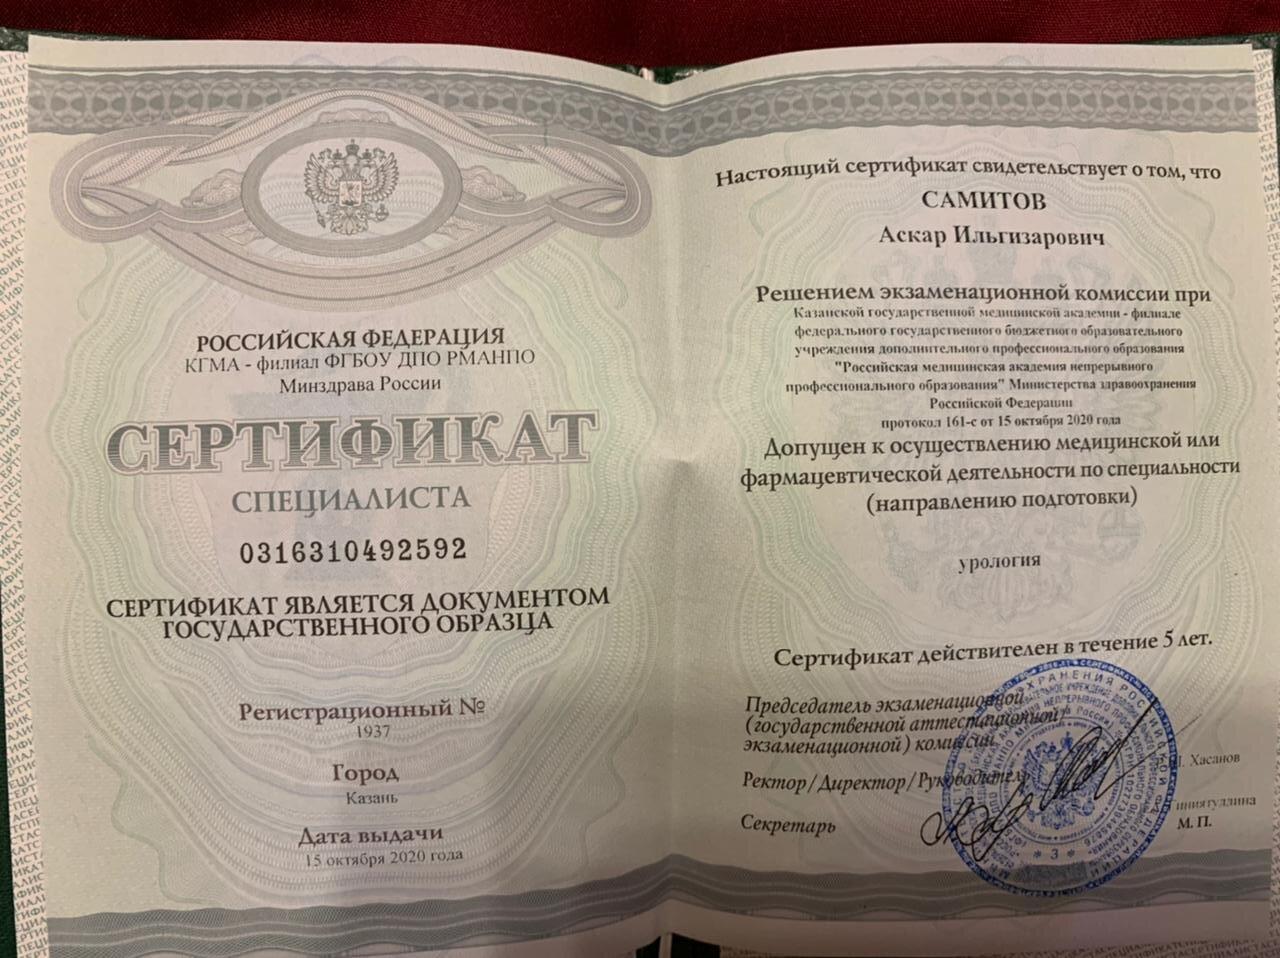 РОССИЙСКАЯ ФЕДЕРАЦИЯ
КГМА - филиал ФГБОУ ДПО РМАНПО
Минздрава России
СЕРТИФИКАТ
СПЕЦИАЛИСТА
0316310492592
СЕРТИФИКАТ ЯВЛЯЕТСЯ ДОКУМЕНТОМ
ГОСУДАРСТВЕННОГО ОБРАЗЦА
Регистрационный №
1937
Город
Казань
Дата выдачи
15 октября 2020 года
Настоящий сертификат свидетельствует о том, что
САМИТОВ
Аскар Ильгизарович
Решением экзаменационной комиссии при
Казанской государственной медицинской академии - филиале
федерального государственного бюджетного образовательного
учреждения дополнительного профессионального образования
"Российская медицинская академия непрерывного
профессионального образования" Министерства здравоохранения
Российской Федерации
протокол 161-с от 15 октября 2020 года
Допущен к осуществлению медицинской или
фармацевтической деятельности по специальности
(направлению подготовки)
урология
Сертификат действителен в течение 5 лет.
Председатель экзаменационной
(государственной аттестационной)
экзаменационной) комиссии
Ректор/Директор/Руководитель
Хасанов
Секретарь
М. П.